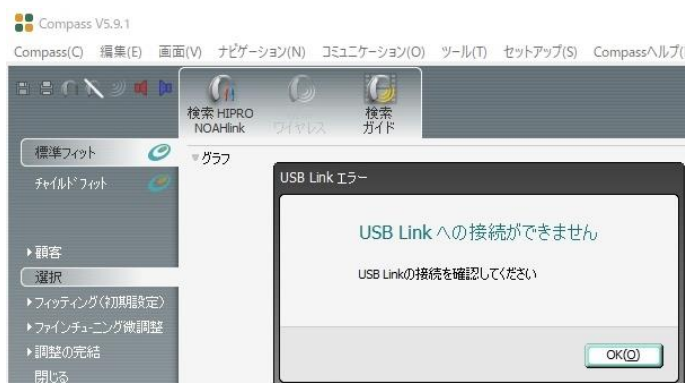 Compass V5.9.1
Compass(C) 編集(E) 画面(V) ナビゲーション(N) コミュニケーション(O) ツール(T) セットアップ(S) Compassヘルプ(
検索 HIPRO
NOAHlink
ワイヤレス
検索
ガイド
標準フィット
チャイルドフィット
グラフ
USB Link エラー
USB Link への接続ができません
USB Linkの接続を確認してください
OK(O)
顧客
選択
フィッティング(初期設定)
ファインチューニング微調整
調整の完結
閉じる